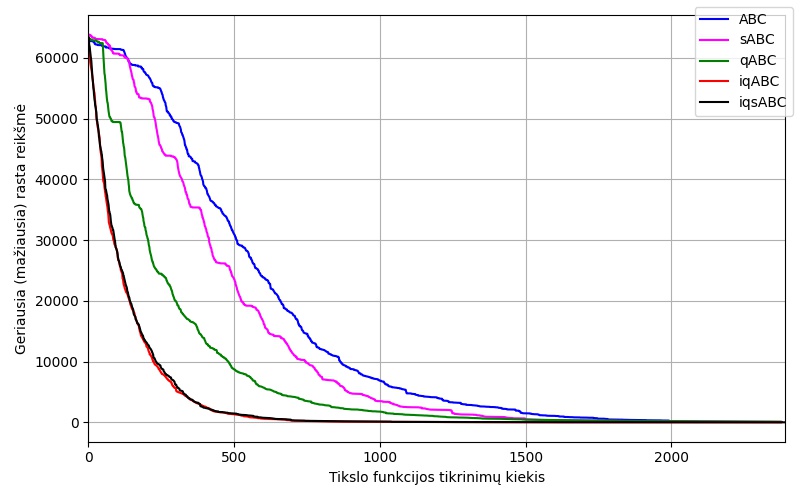 ABC
sABC
qABC
iqABC
iqsABC
Geriausia (mažiausia) rasta reikšmė
60000
50000
40000
30000
20000
10000
0
0 500 1000 1500 2000
Tikslo funkcijos tikrinimų kiekis